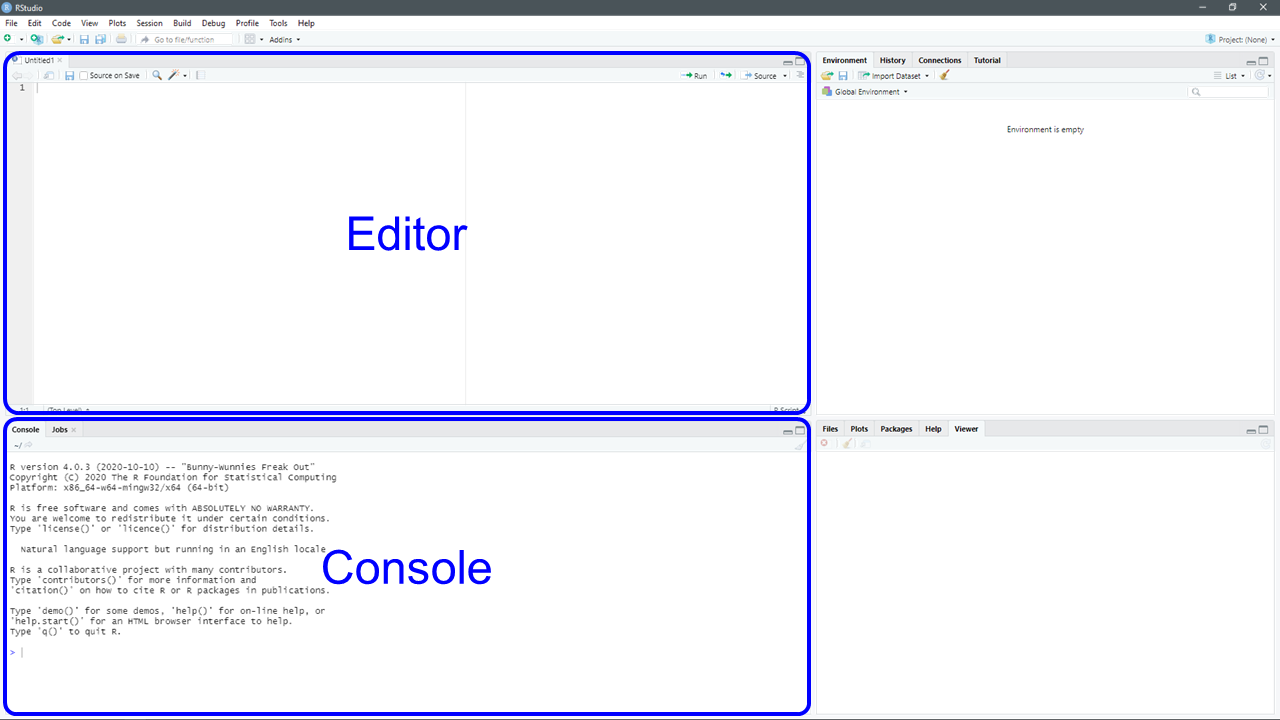 RStudio
File Edit Code View Plots Session Build Debug Profile Tools Help
Go to file/function Addins Project: (None)
Untitled1
Source on Save Run Source
1
Editor
1:1 (Top Level) R Script
Environment History Connections Tutorial
Import Dataset List
Global Environment
Environment is empty
Console Jobs
~/
R version 4.0.3 (2020-10-10) -- "Bunny-Wunnies Freak Out"
Copyright (C) 2020 The R Foundation for Statistical Computing
Platform: x86_64-w64-mingw32/x64 (64-bit)
R is free software and comes with ABSOLUTELY NO WARRANTY.
You are welcome to redistribute it under certain conditions.
Type 'license()' or 'licence()' for distribution details.
Natural language support but running in an English locale
R is a collaborative project with many contributors.
Type 'contributors()' for more information and
'citation()' on how to cite R or R packages in publications.
Type 'demo()' for some demos, 'help()' for on-line help, or
'help.start()' for an HTML browser interface to help.
Type 'q()' to quit R.
>
Console
Files Plots Packages Help Viewer